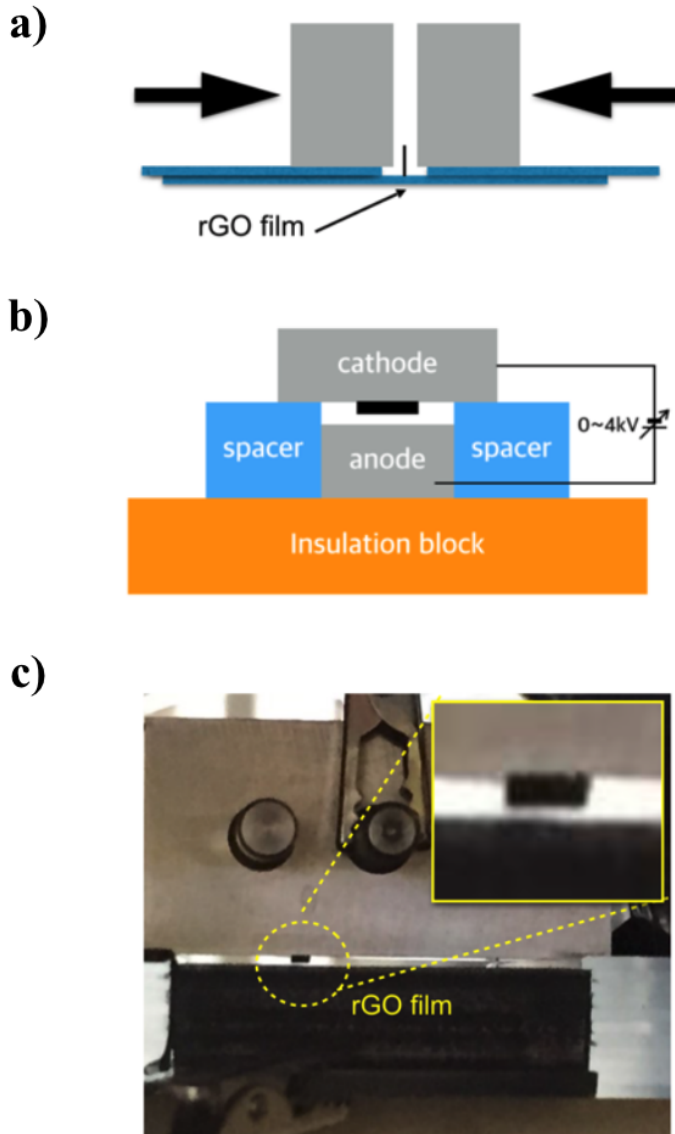 a)
rGO film
b)
cathode
0~4kV
spacer
anode
spacer
Insulation block
c)
rGO film